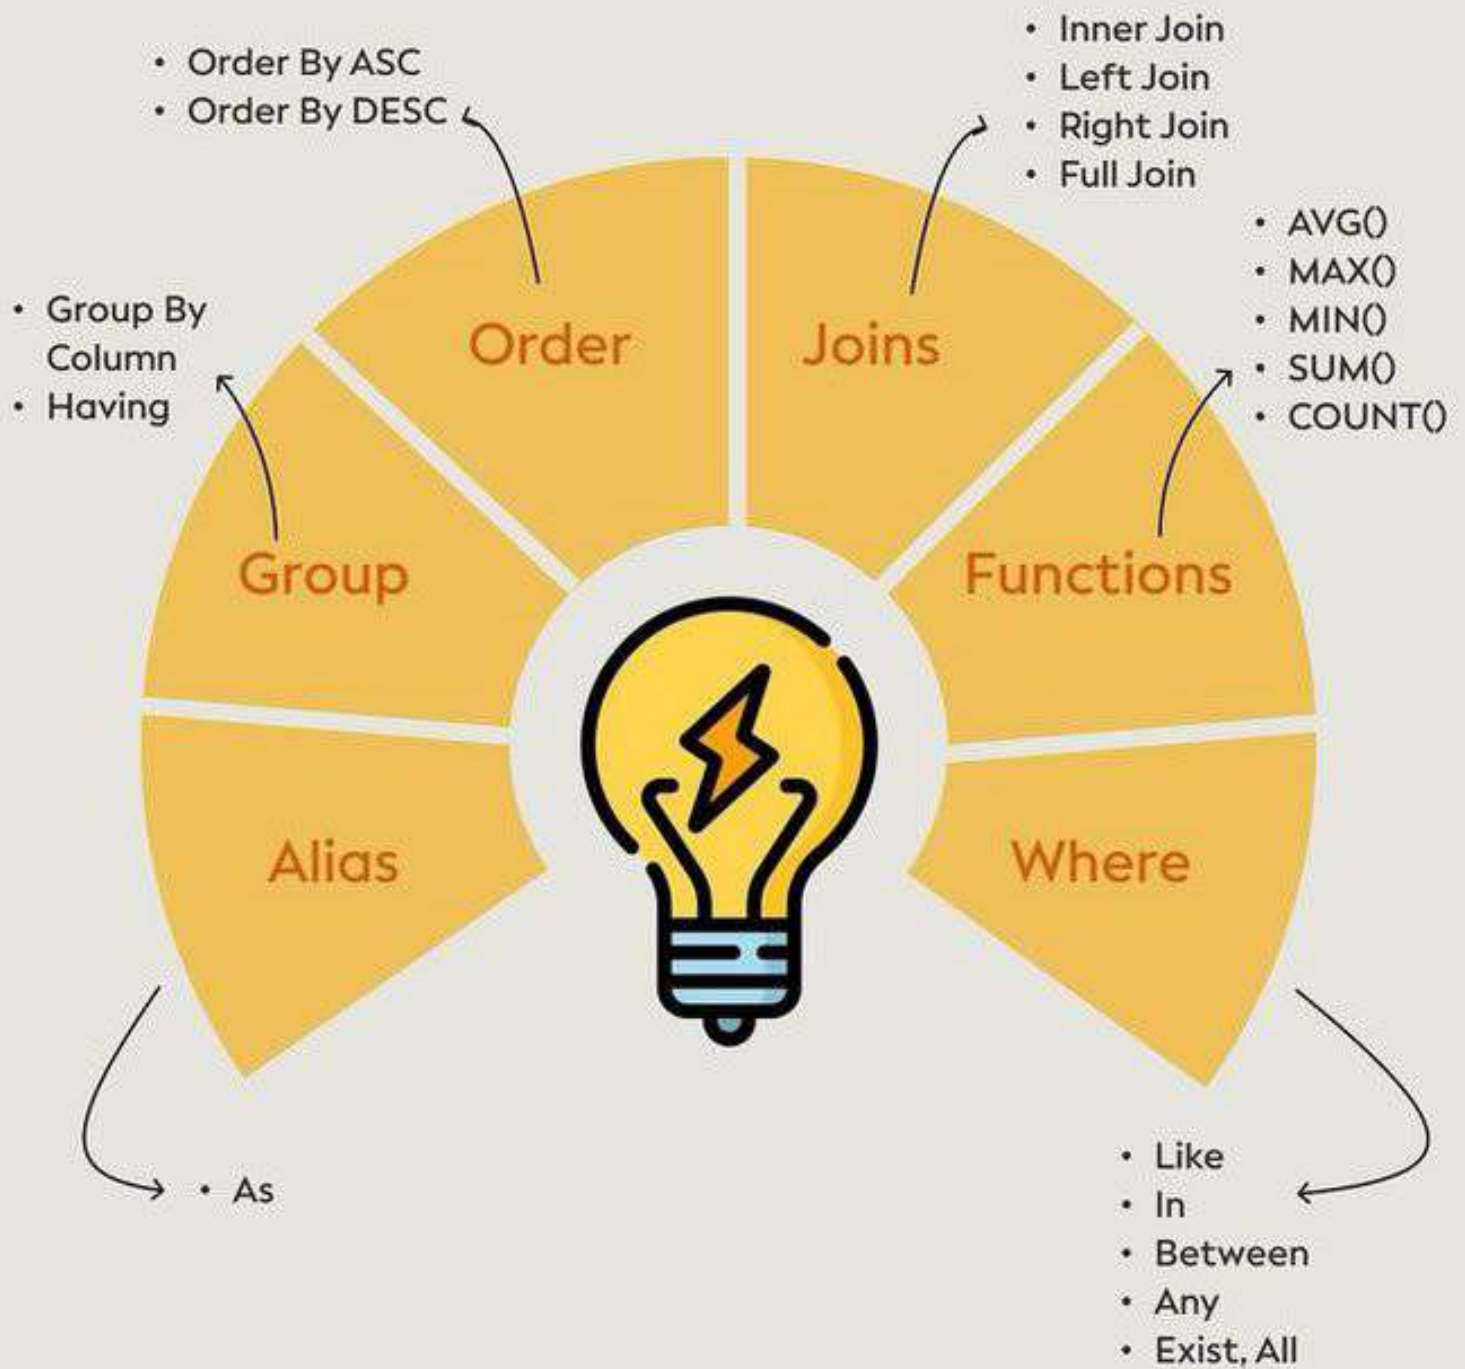 • Order By ASC
• Order By DESC
• Inner Join
• Left Join
• Right Join
• Full Join
• AVG()
• MAX()
• MIN()
• SUM()
• COUNT()
• Group By
Column
• Having
Order
Joins
Group
Functions
Alias
Where
• As
• Like
• In
• Between
• Any
• Exist, All